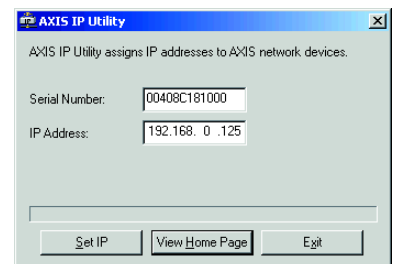 AXIS IP Utility
AXIS IP Utility assigns IP addresses to AXIS network devices.
Serial Number: 00408C181000
IP Address: 192.168. 0 .125
Set IP View Home Page Exit